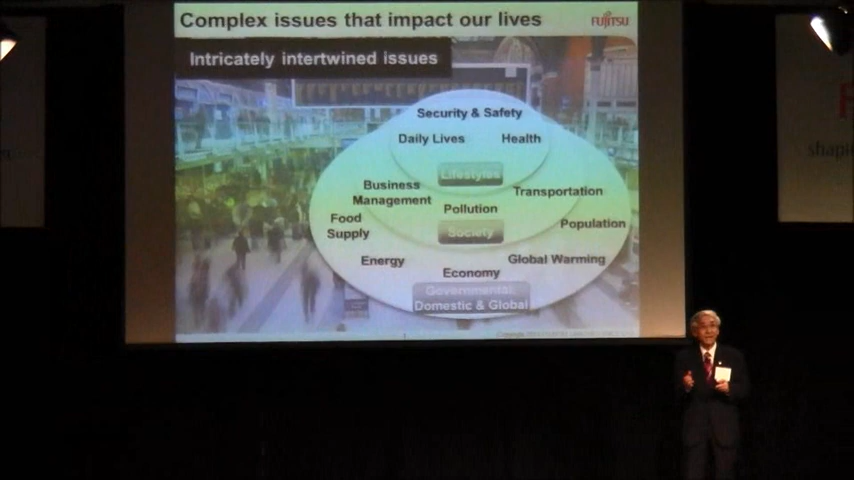 Complex issues that impact our lives
FUJITSU
Intricately intertwined issues
Security & Safety
Daily Lives
Health
Lifestyles
Business
Management
Transportation
Pollution
Food
Supply
Society
Population
Energy
Global Warming
Economy
Governmental
Domestic & Global
shapi